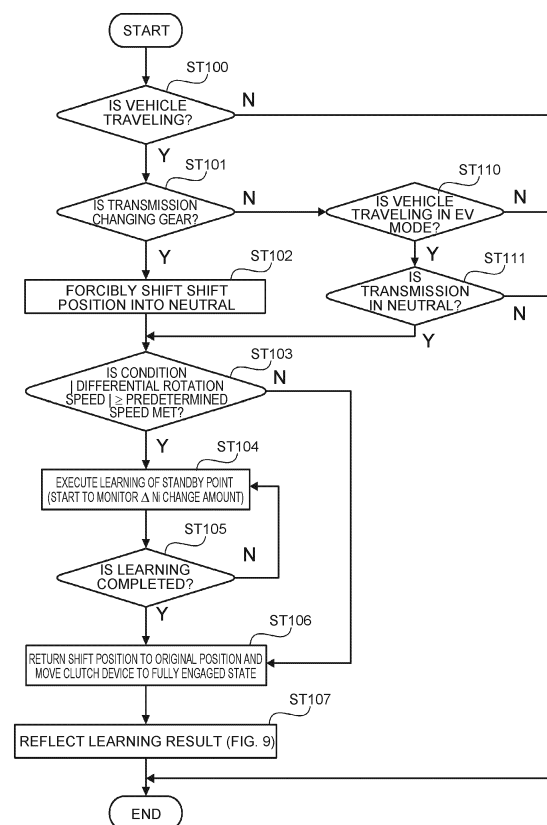 START
ST100
IS VEHICLE
TRAVELING?
N
Y
ST101
IS TRANSMISSION
CHANGING GEAR?
N
Y
ST110
IS VEHICLE
TRAVELING IN EV
MODE?
N
Y
ST102
FORCIBLY SHIFT SHIFT
POSITION INTO NEUTRAL
ST111
IS
TRANSMISSION
IN NEUTRAL?
N
Y
ST103
IS CONDITION
| DIFFERENTIAL ROTATION
SPEED | ≥ PREDETERMINED
SPEED MET?
N
Y
ST104
EXECUTE LEARNING OF STANDBY POINT
(START TO MONITOR Δ Ni CHANGE AMOUNT)
ST105
IS LEARNING
COMPLETED?
N
Y
ST106
RETURN SHIFT POSITION TO ORIGINAL POSITION AND
MOVE CLUTCH DEVICE TO FULLY ENGAGED STATE
ST107
REFLECT LEARNING RESULT (FIG. 9)
END